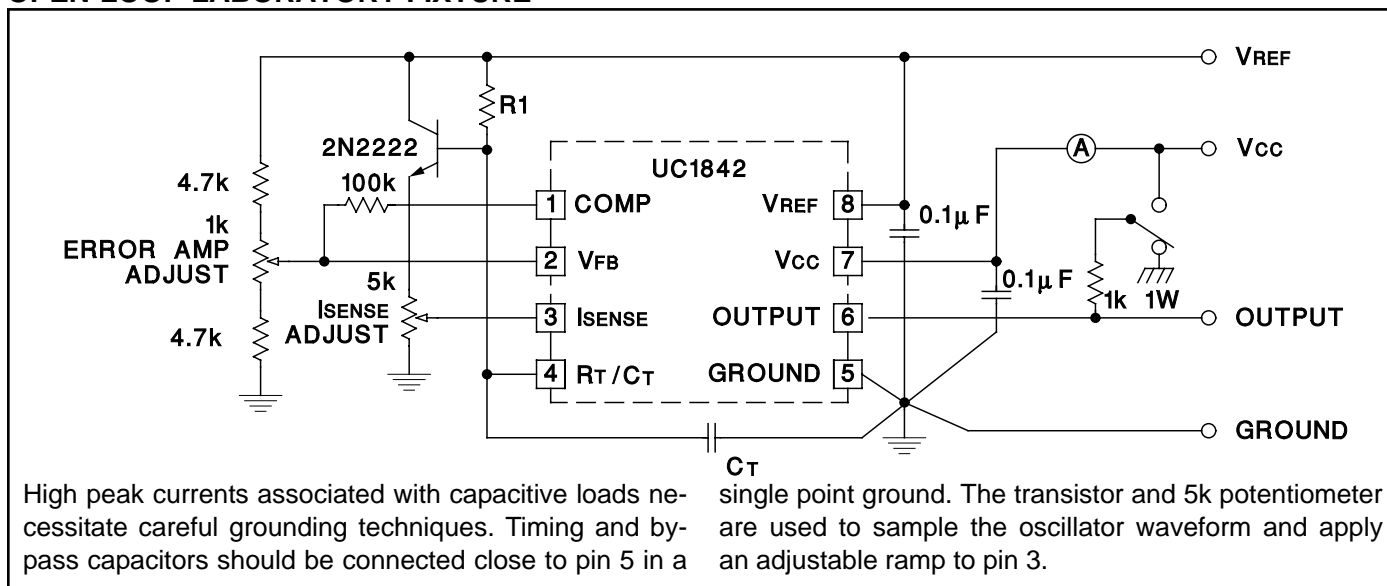 OPEN-LOOP LABORATORY FIXTURE
VREF
R1
2N2222
UC1842
A
VCC
4.7k
100k
1 COMP
VREF 8
0.1µ F
1k
ERROR AMP
ADJUST
2 VFB
VCC 7
5k
0.1µ F
1k
1W
ISENSE
ADJUST
3 ISENSE
OUTPUT 6
OUTPUT
4.7k
4 RT/CT
GROUND 5
GROUND
CT
High peak currents associated with capacitive loads ne-
cessitate careful grounding techniques. Timing and by-
pass capacitors should be connected close to pin 5 in a
single point ground. The transistor and 5k potentiometer
are used to sample the oscillator waveform and apply
an adjustable ramp to pin 3.